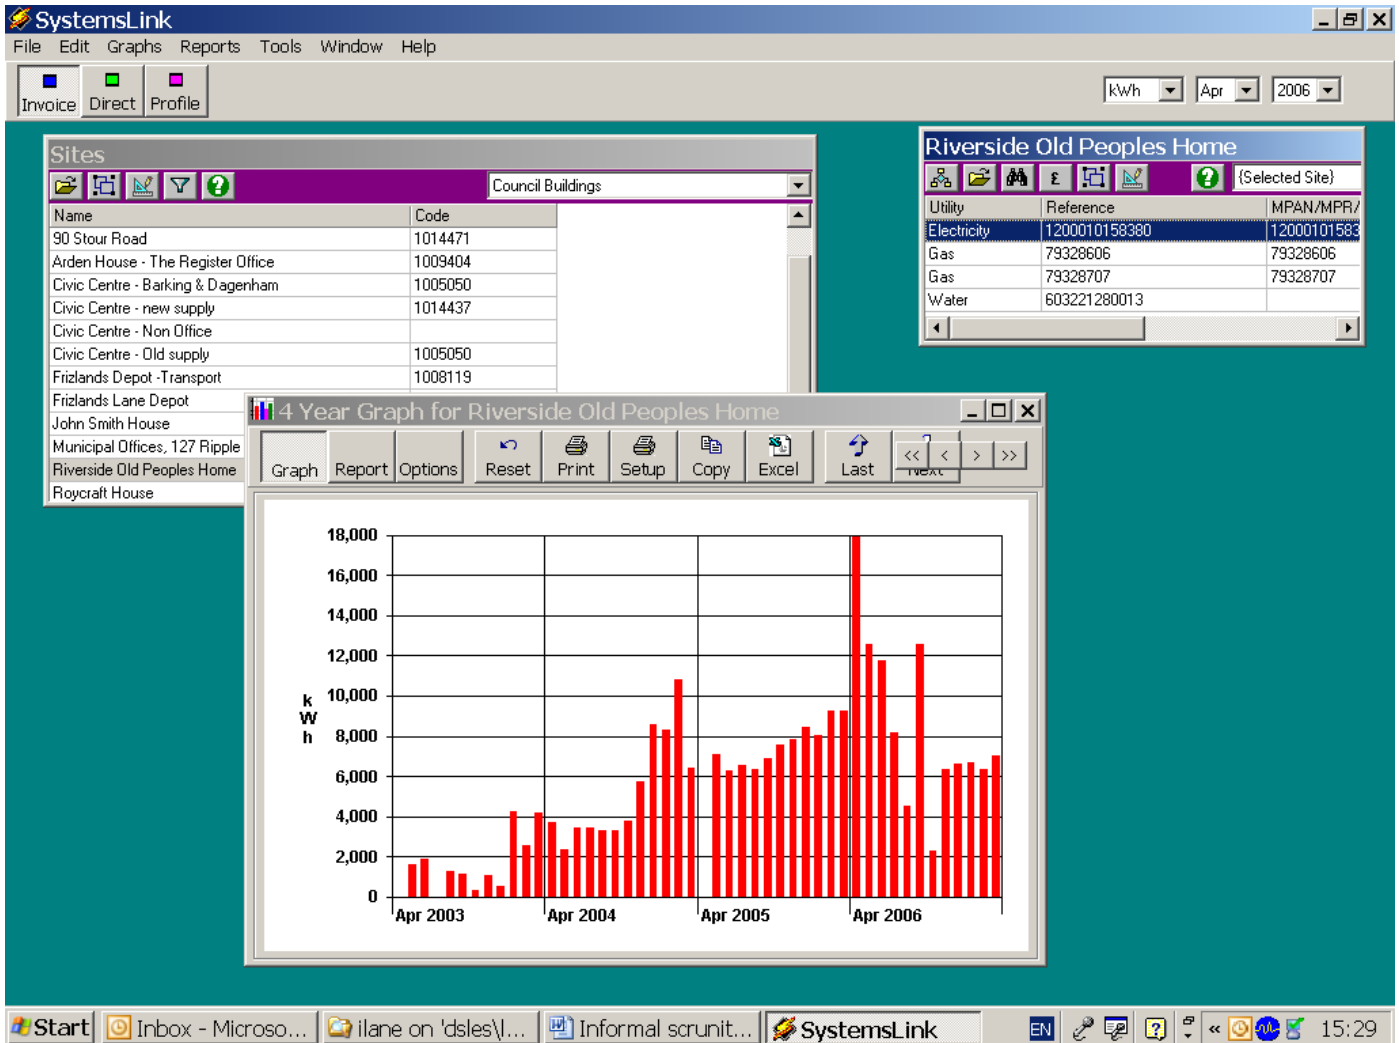 SystemsLink
File Edit Graphs Reports Tools Window Help
Invoice Direct Profile
kWh Apr 2006
Sites
Council Buildings
Name Code
90 Stour Road 1014471
Arden House - The Register Office 1009404
Civic Centre - Barking & Dagenham 1005050
Civic Centre - new supply 1014437
Civic Centre - Non Office
Civic Centre - Old supply 1005050
Frizlands Depot -Transport 1008119
Frizlands Lane Depot
John Smith House
Municipal Offices, 127 Ripple
Riverside Old Peoples Home
Roycraft House
Riverside Old Peoples Home
£ {Selected Site}
Utility Reference MPAN/MPR/
Electricity 1200010158380 12000101583
Gas 79328606 79328606
Gas 79328707 79328707
Water 603221280013
4 Year Graph for Riverside Old Peoples Home
Graph Report Options Reset Print Setup Copy Excel Last Next << < > >>
18,000
16,000
14,000
12,000
10,000
8,000
6,000
4,000
2,000
0
kWh
Apr 2003 Apr 2004 Apr 2005 Apr 2006
Start Inbox - Microso... ilane on 'dsles\l... Informal scrunit... SystemsLink EN « 15:29